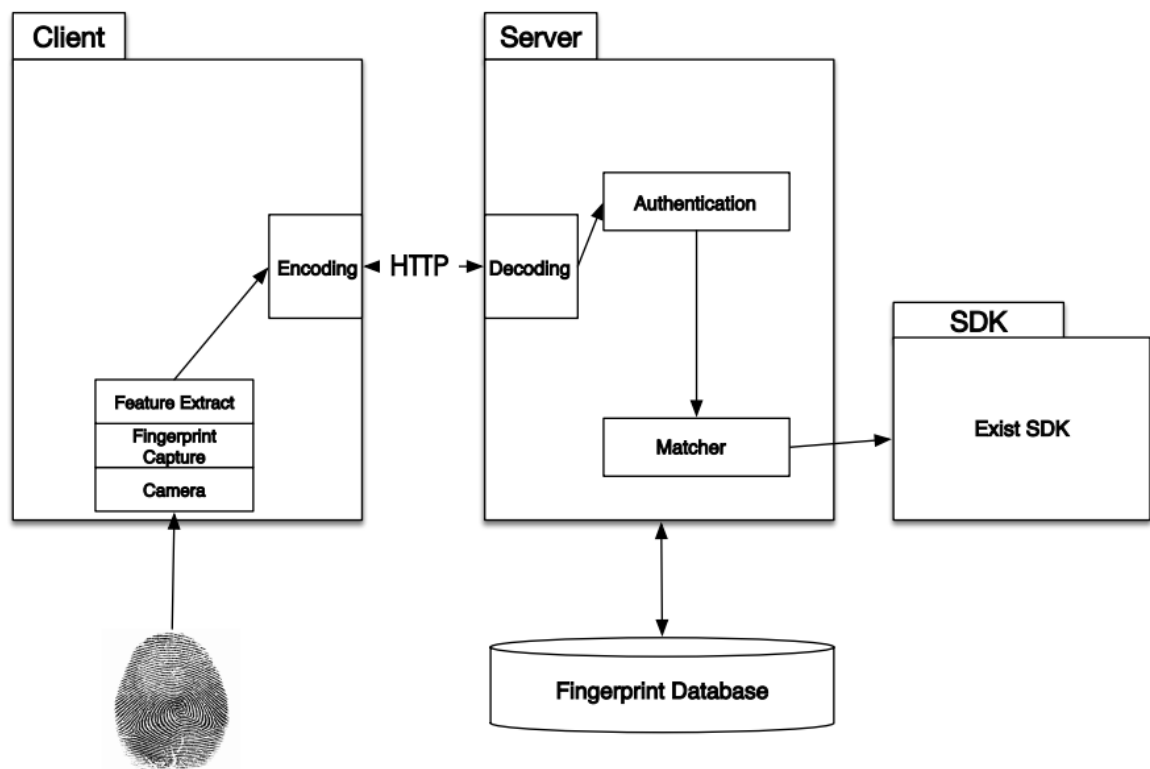 Client
Server
Authentication
Encoding
HTTP
Decoding
SDK
Feature Extract
Fingerprint
Capture
Camera
Matcher
Exist SDK
Fingerprint Database